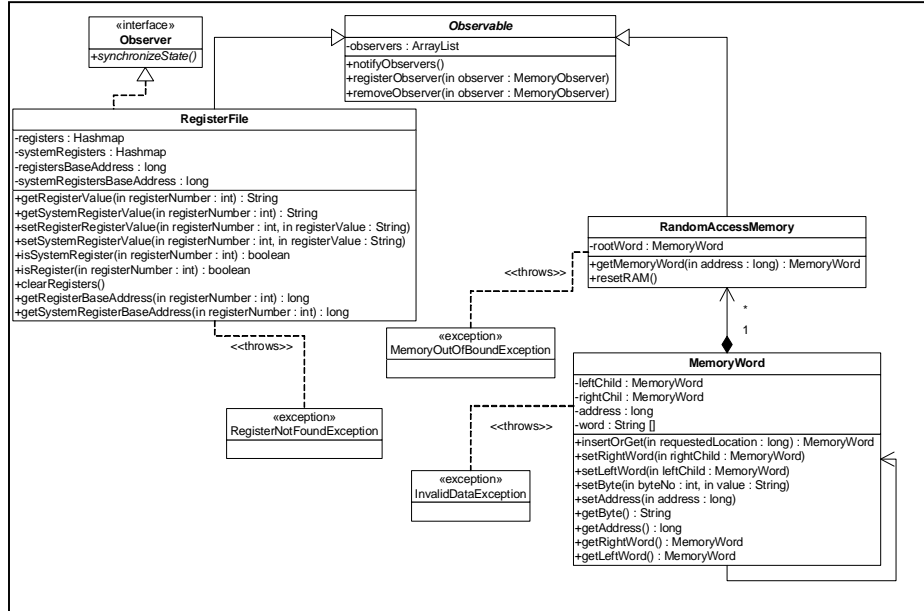 «interface»
Observer
+synchronizeState()
Observable
-observers : ArrayList
+notifyObservers()
+registerObserver(in observer : MemoryObserver)
+removeObserver(in observer : MemoryObserver)
RegisterFile
-registers : Hashmap
-systemRegisters : Hashmap
-registersBaseAddress : long
-systemRegistersBaseAddress : long
+getRegisterValue(in registerNumber : int) : String
+getSystemRegisterValue(in registerNumber : int) : String
+setRegisterRegisterValue(in registerNumber : int, in registerValue : String)
+setSystemRegisterValue(in registerNumber : int, in registerValue : String)
+isSystemRegister(in registerNumber : int) : boolean
+isRegister(in registerNumber : int) : boolean
+clearRegisters()
+getRegisterBaseAddress(in registerNumber : int) : long
+getSystemRegisterBaseAddress(in registerNumber : int) : long
RandomAccessMemory
-rootWord : MemoryWord
+getMemoryWord(in address : long) : MemoryWord
+resetRAM()
<<throws>>
«exception»
MemoryOutOfBoundException
*
1
<<throws>>
«exception»
RegisterNotFoundException
MemoryWord
-leftChild : MemoryWord
-rightChil : MemoryWord
-address : long
-word : String []
+insertOrGet(in requestedLocation : long) : MemoryWord
+setRightWord(in rightChild : MemoryWord)
+setLeftWord(in leftChild : MemoryWord)
+setByte(in byteNo : int, in value : String)
+setAddress(in address : long)
+getByte() : String
+getAddress() : long
+getRightWord() : MemoryWord
+getLeftWord() : MemoryWord
<<throws>>
«exception»
InvalidDataException